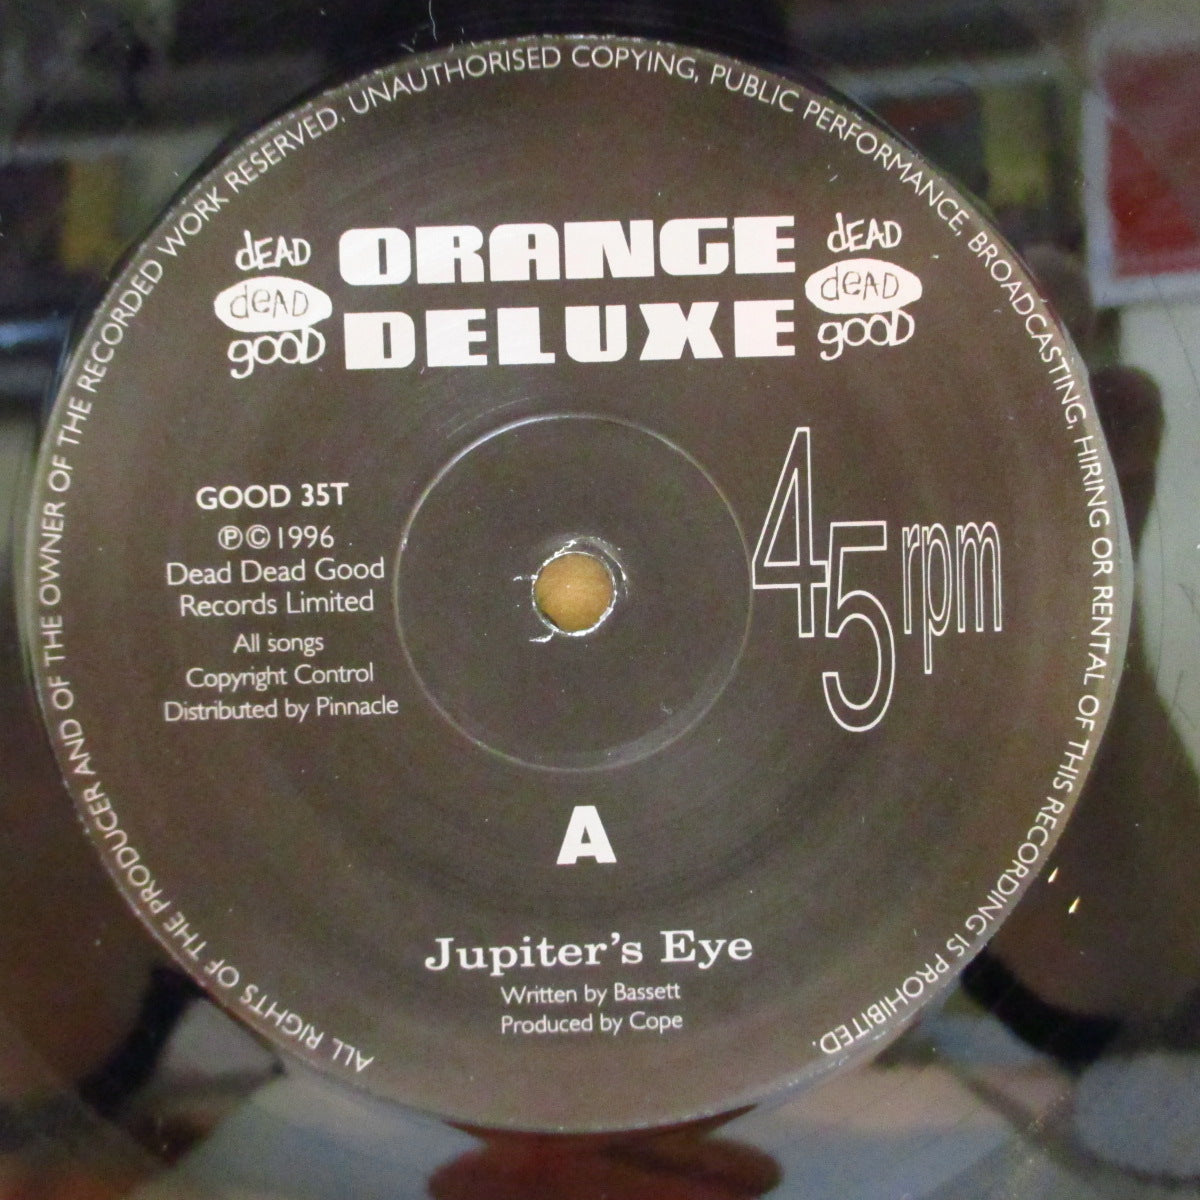 ALL RIGHTS OF THE PRODUCER AND OF THE OWNER OF THE RECORDED WORK RESERVED. UNAUTHORISED COPYING, PUBLIC PERFORMANCE, BROADCASTING, HIRING OR RENTAL OF THIS RECORDING IS PROHIBITED.
dEAD
deAD
gooD
ORANGE
DELUXE
dEAD
deAD
gooD
GOOD 35T
℗© 1996
Dead Dead Good
Records Limited
All songs
Copyright Control
Distributed by Pinnacle
45 rpm
A
Jupiter's Eye
Written by Bassett
Produced by Cope